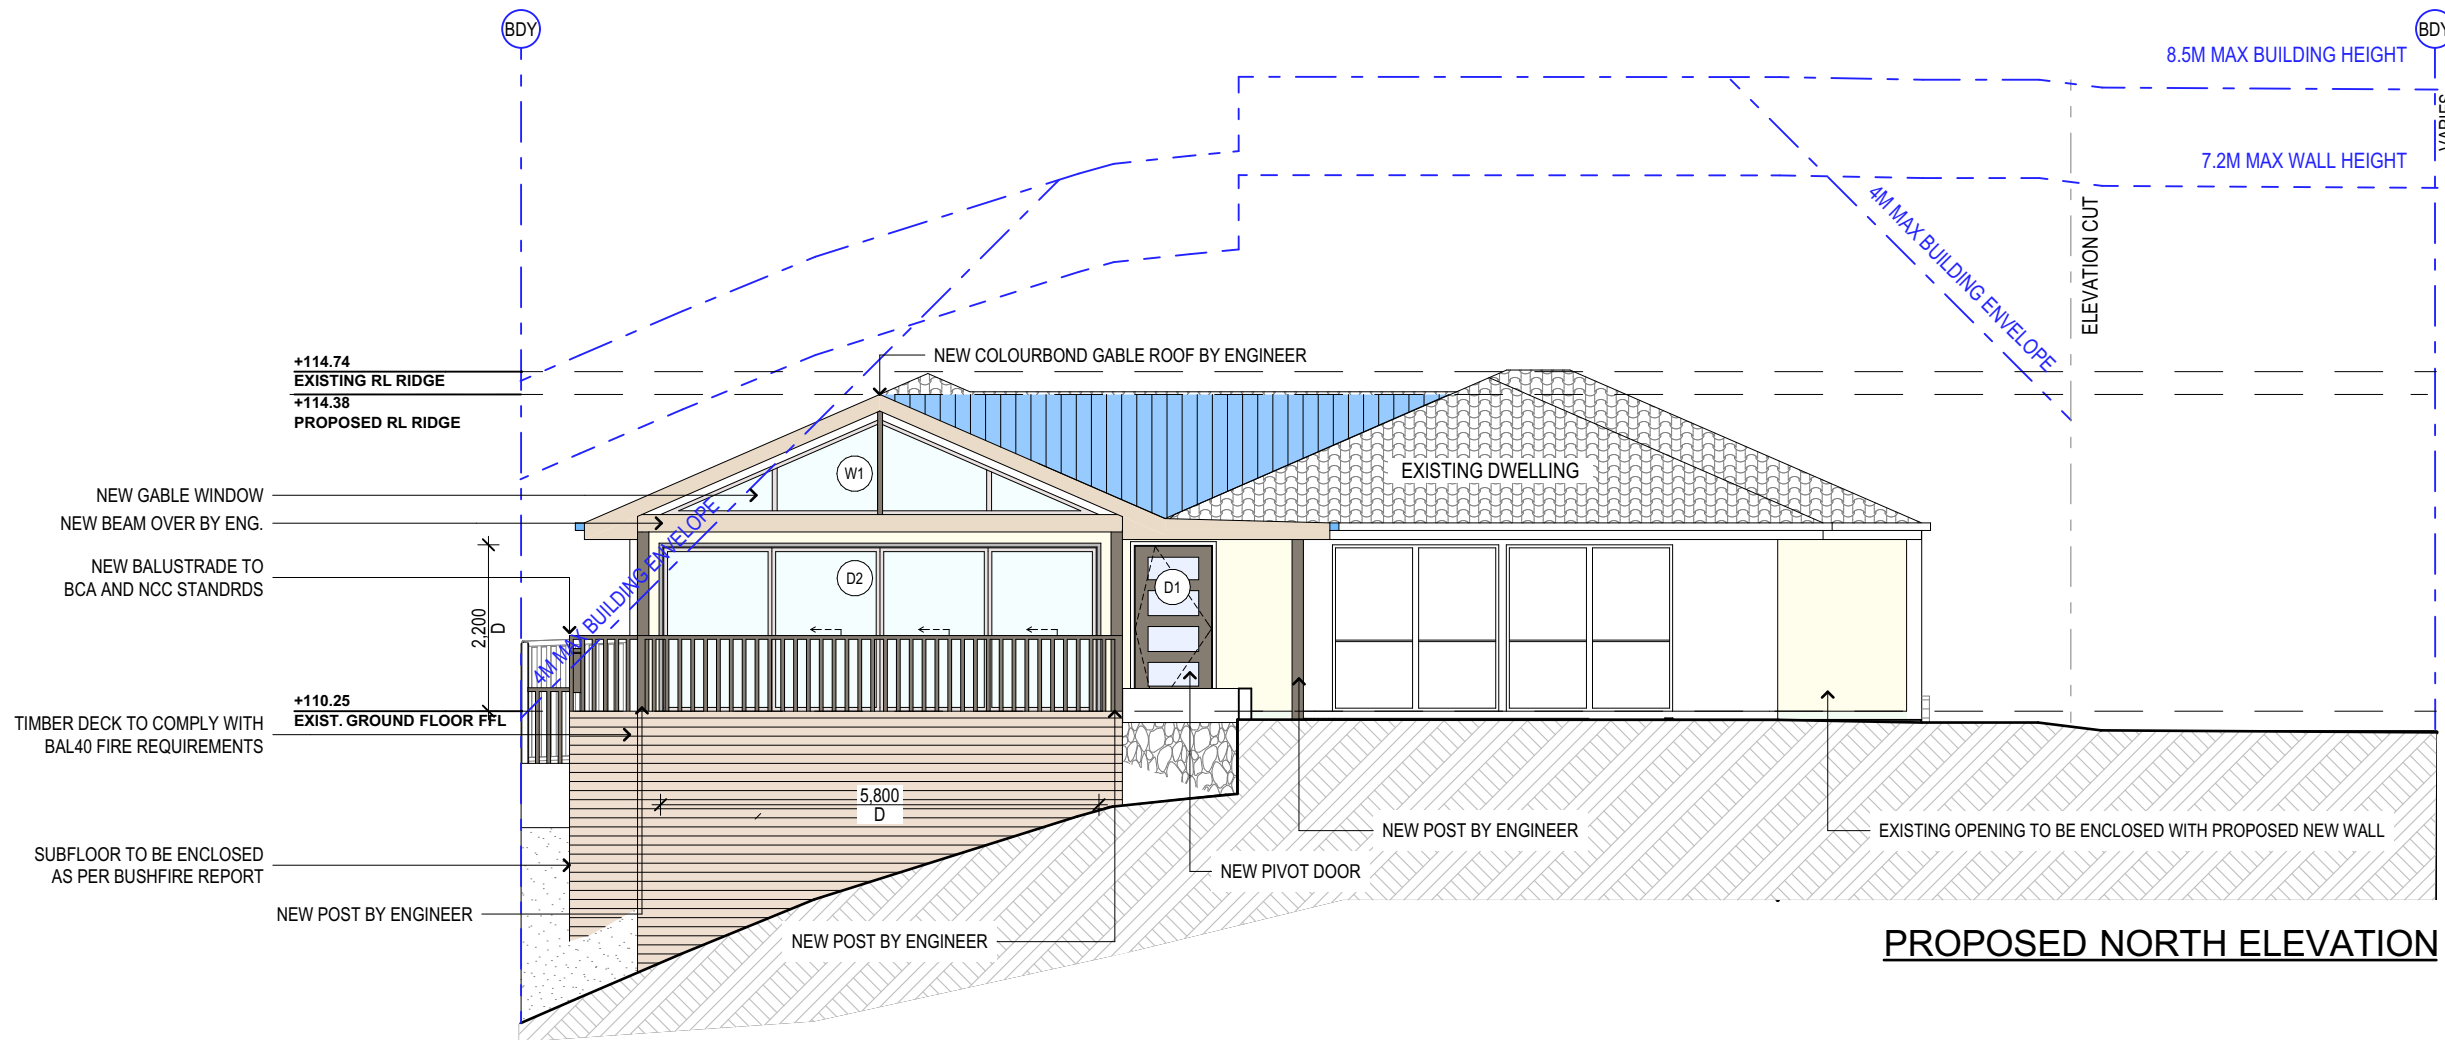 BDY
BDY
8.5M MAX BUILDING HEIGHT
VARIES
7.2M MAX WALL HEIGHT
4M MAX BUILDING ENVELOPE
ELEVATION CUT
+114.74
EXISTING RL RIDGE
+114.38
PROPOSED RL RIDGE
NEW COLOURBOND GABLE ROOF BY ENGINEER
EXISTING DWELLING
W1
NEW GABLE WINDOW
NEW BEAM OVER BY ENG.
NEW BALUSTRADE TO
BCA AND NCC STANDRDS
2,200
D
4M MAX BUILDING ENVELOPE
D2
D1
+110.25
EXIST. GROUND FLOOR FFL
TIMBER DECK TO COMPLY WITH
BAL40 FIRE REQUIREMENTS
5,800
D
SUBFLOOR TO BE ENCLOSED
AS PER BUSHFIRE REPORT
NEW POST BY ENGINEER
NEW POST BY ENGINEER
NEW PIVOT DOOR
NEW POST BY ENGINEER
EXISTING OPENING TO BE ENCLOSED WITH PROPOSED NEW WALL
PROPOSED NORTH ELEVATION